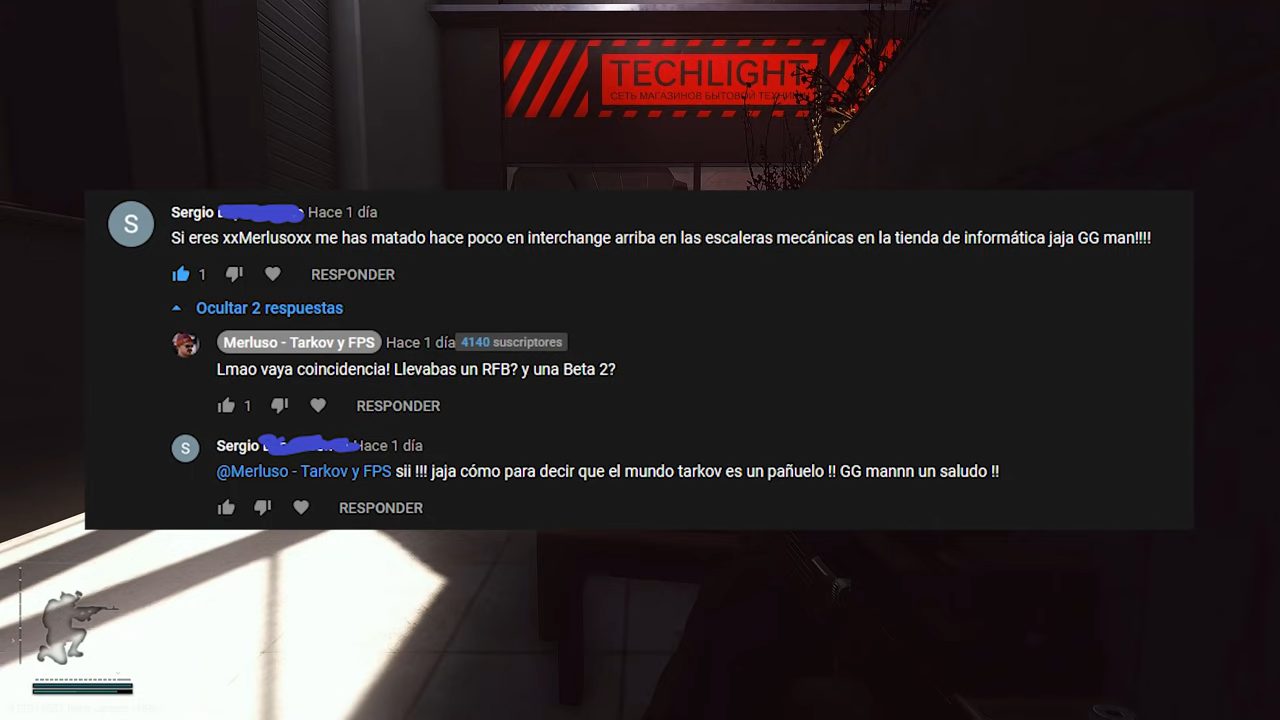 TECHLIGHT
СЕТЬ МАГАЗИНОВ БЫТОВОЙ ТЕХНИКИ
S
Sergio Hace 1 día
Si eres xxMerlusoxx me has matado hace poco en interchange arriba en las escaleras mecánicas en la tienda de informática jaja GG man!!!!
1 RESPONDER
Ocultar 2 respuestas
Merluso - Tarkov y FPS Hace 1 día 4140 suscriptores
Lmao vaya coincidencia! Llevabas un RFB? y una Beta 2?
1 RESPONDER
S
Sergio Hace 1 día
@Merluso - Tarkov y FPS sii !!! jaja cómo para decir que el mundo tarkov es un pañuelo !! GG mannn un saludo !!
RESPONDER